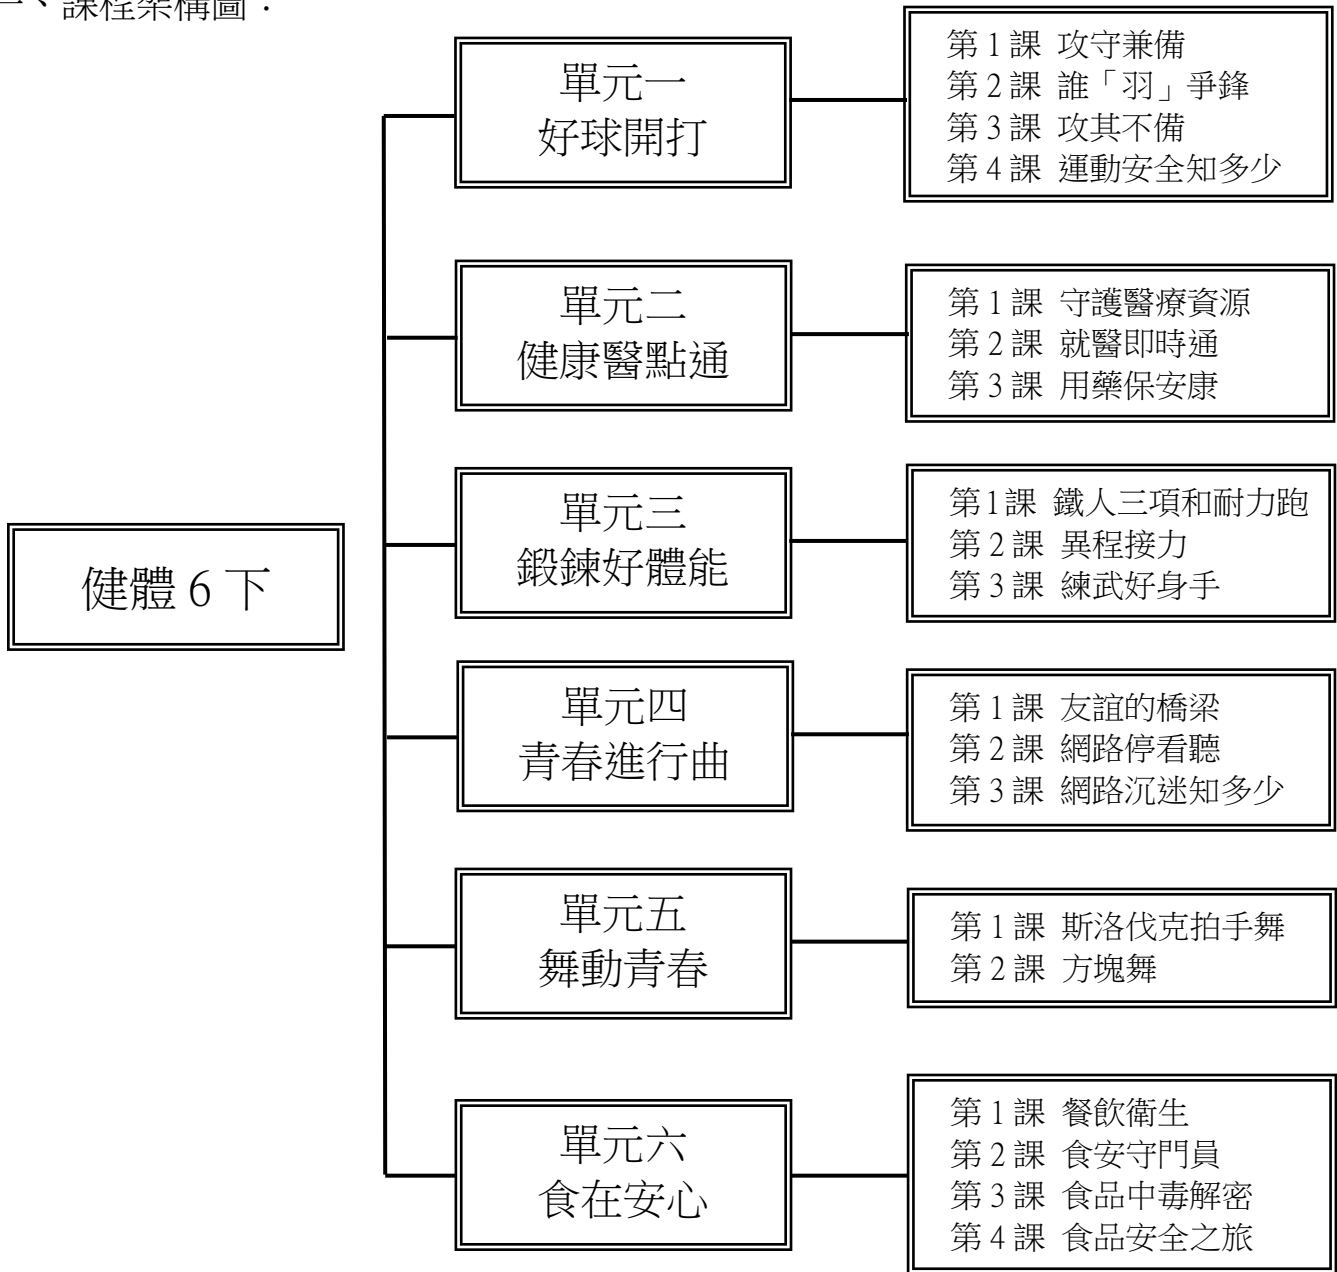 、課程架構圖：
單元一
好球開打
第1課 攻守兼備
第2課 誰「羽」爭鋒
第3課 攻其不備
第4課 運動安全知多少
單元二
健康醫點通
第1課 守護醫療資源
第2課 就醫即時通
第3課 用藥保安康
健體6下
單元三
鍛鍊好體能
第1課 鐵人三項和耐力跑
第2課 異程接力
第3課 練武好身手
單元四
青春進行曲
第1課 友誼的橋梁
第2課 網路停看聽
第3課 網路沉迷知多少
單元五
舞動青春
第1課 斯洛伐克拍手舞
第2課 方塊舞
單元六
食在安心
第1課 餐飲衛生
第2課 食安守門員
第3課 食品中毒解密
第4課 食品安全之旅